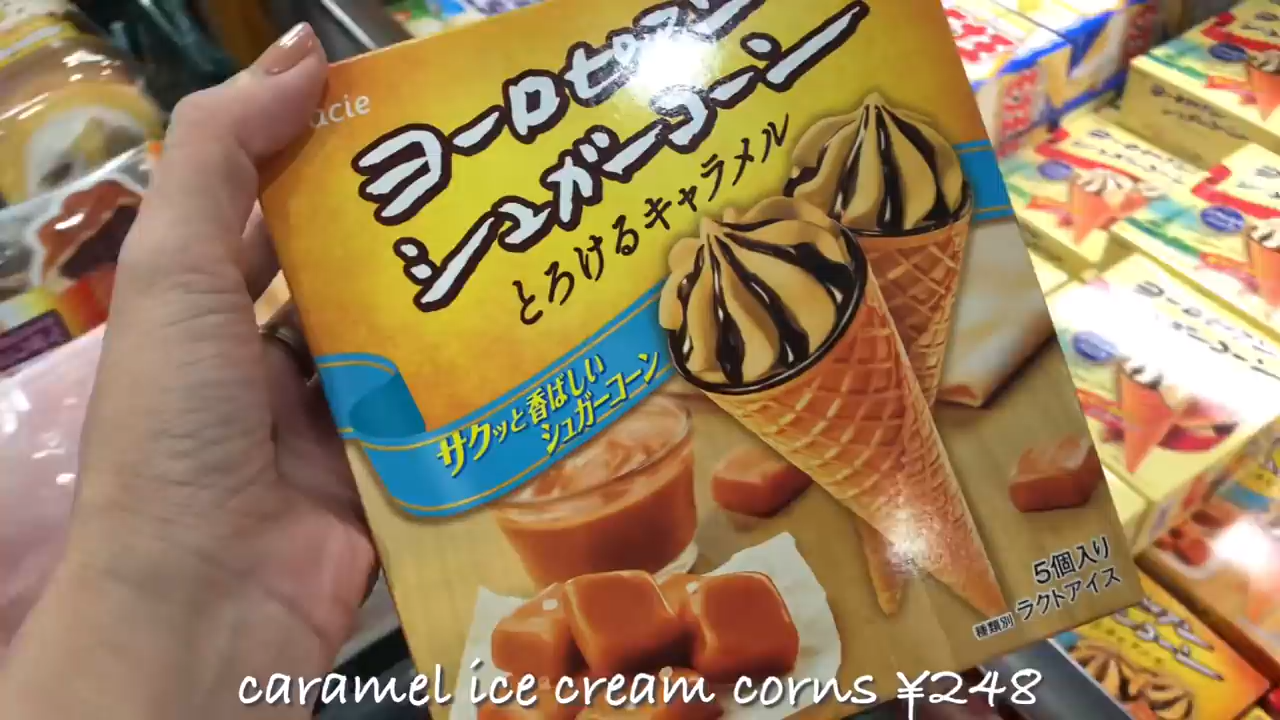 acie
ヨーロピアン
シュガーコーン
とろけるキャラメル
サクッと香ばしい
シュガーコーン
5個入り
種類別 ラクトアイス
caramel ice cream corns ¥248